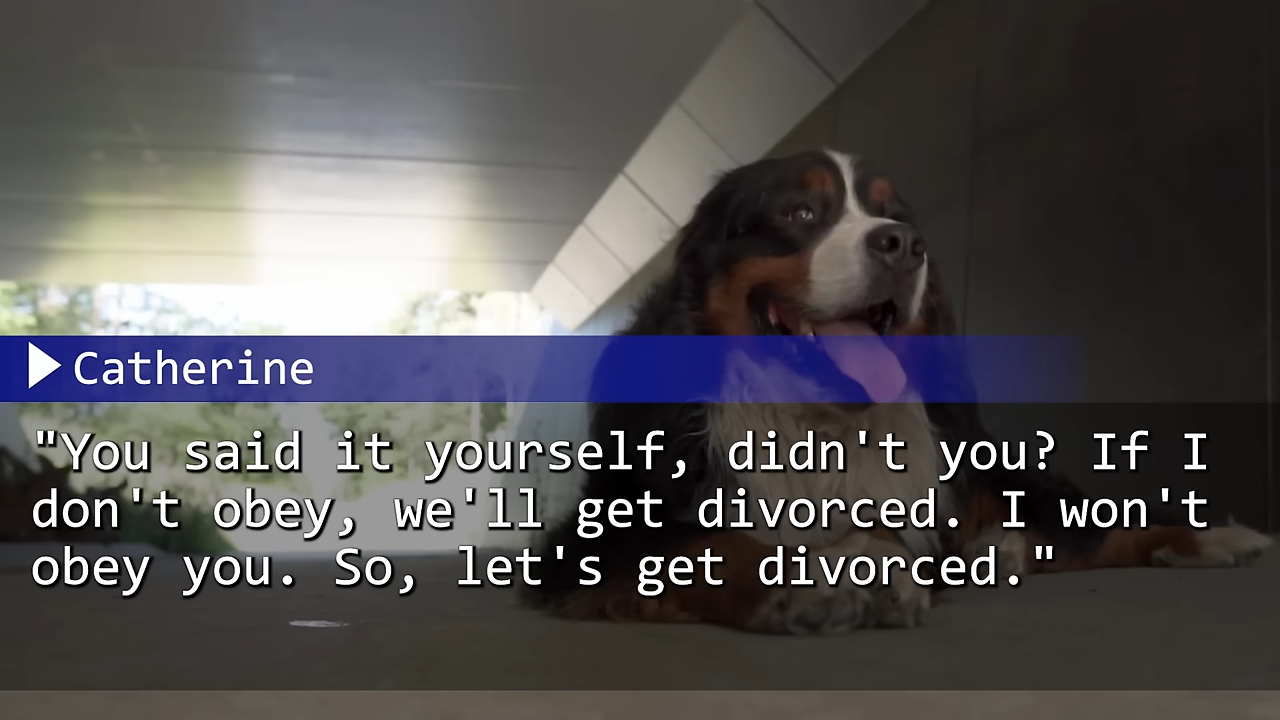 Catherine
"You said it yourself, didn't you? If I
don't obey, we'll get divorced. I won't
obey you. So, let's get divorced."